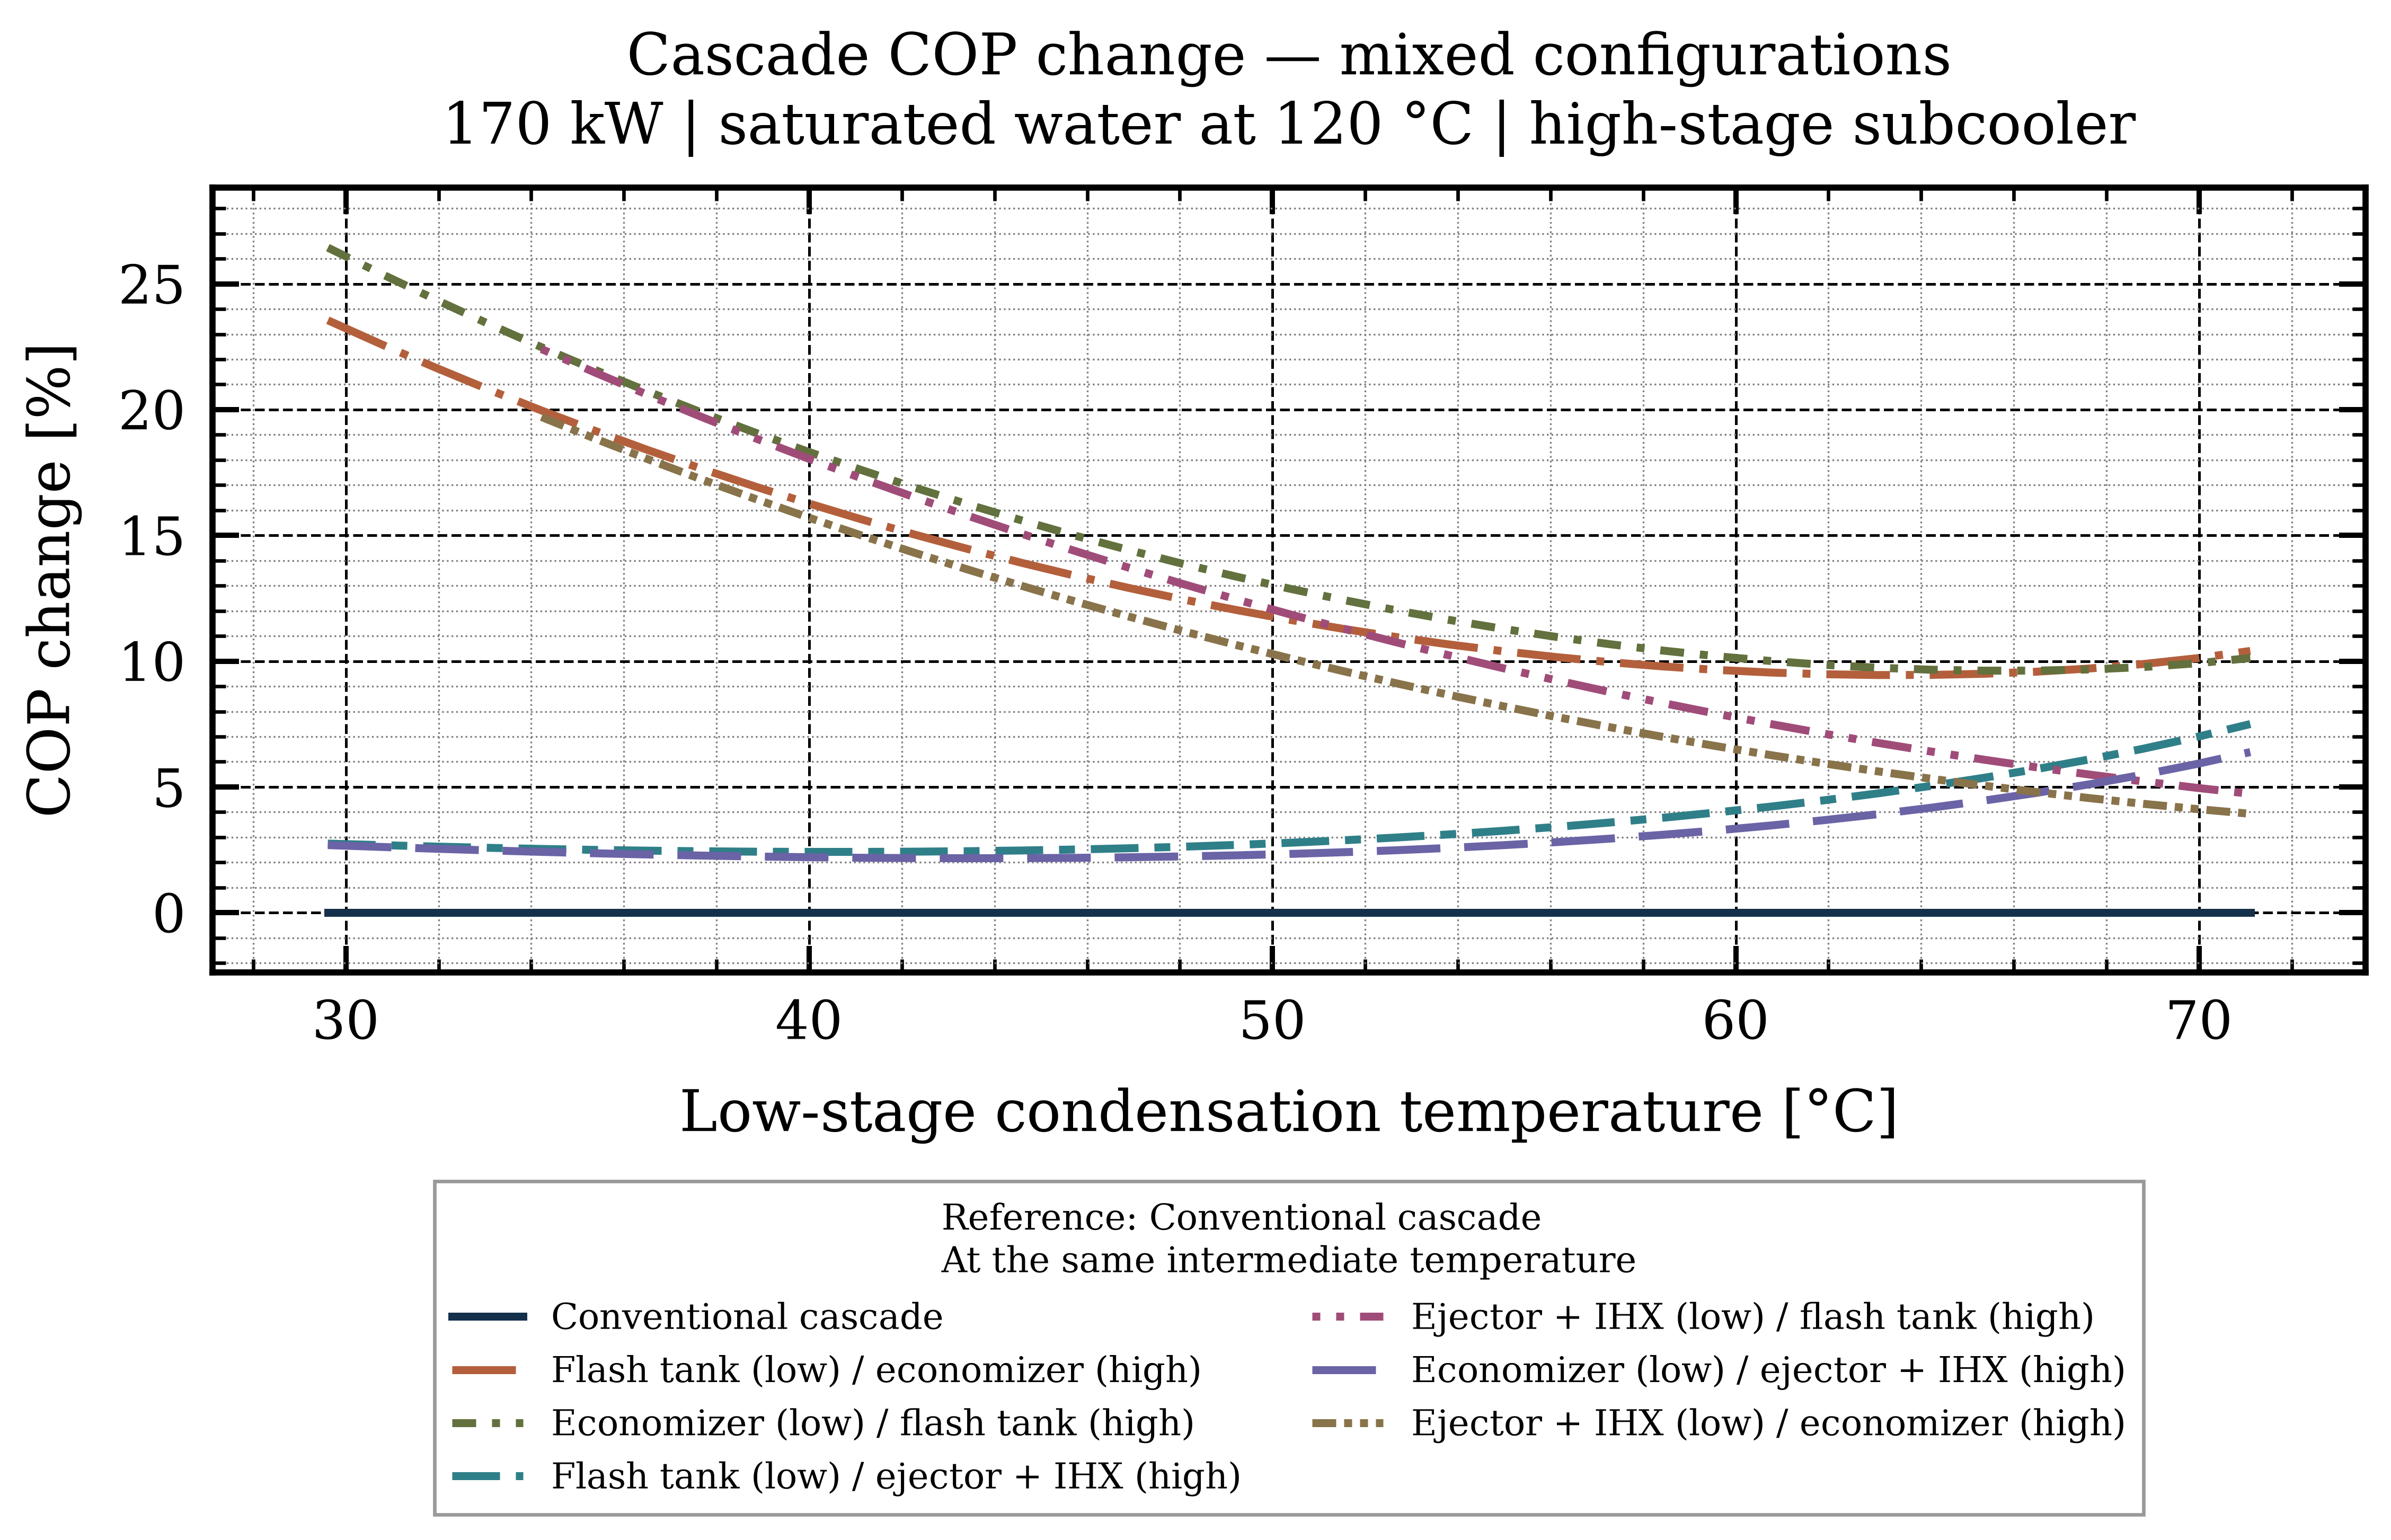 Cascade COP change — mixed configurations
170 kW | saturated water at 120 °C | high-stage subcooler
COP change [%]
25
20
15
10
5
0
30 40 50 60 70
Low-stage condensation temperature [°C]
Reference: Conventional cascade
At the same intermediate temperature
Conventional cascade
Flash tank (low) / economizer (high)
Economizer (low) / flash tank (high)
Flash tank (low) / ejector + IHX (high)
Ejector + IHX (low) / flash tank (high)
Economizer (low) / ejector + IHX (high)
Ejector + IHX (low) / economizer (high)